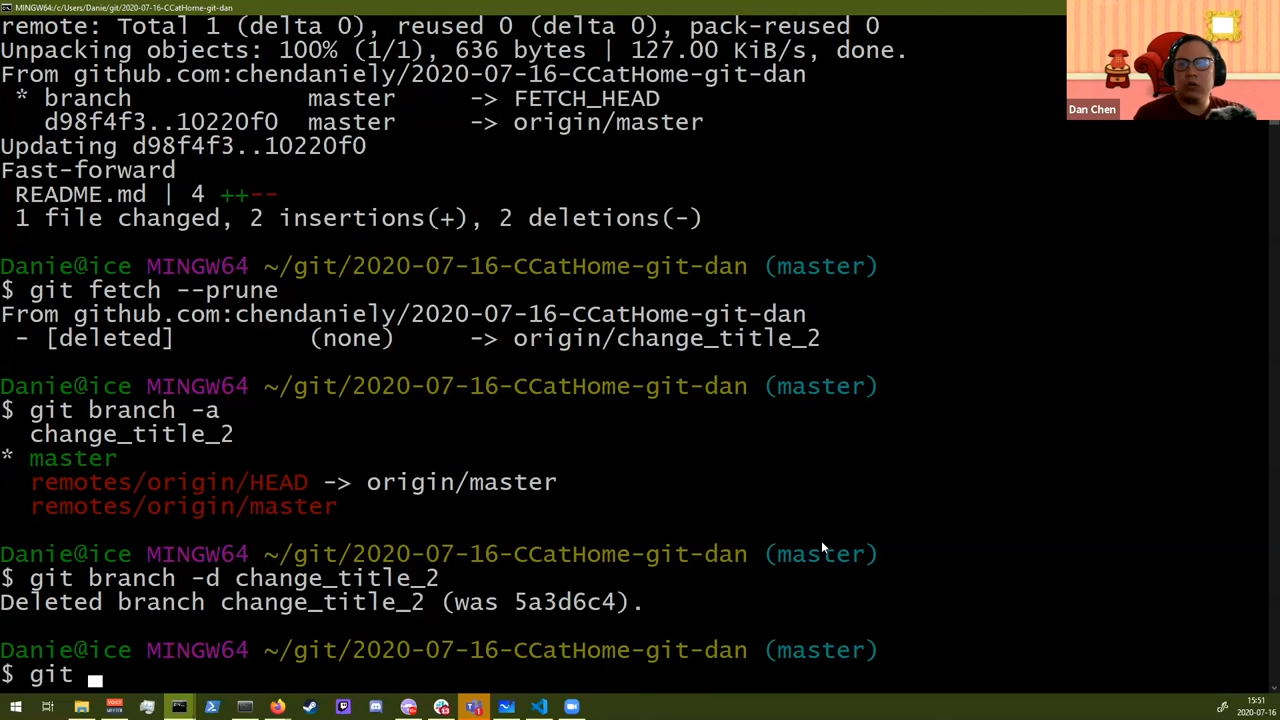 MINGW64:/c/Users/Danie/git/2020-07-16-CCatHome-git-dan
remote: Total 1 (delta 0), reused 0 (delta 0), pack-reused 0
Unpacking objects: 100% (1/1), 636 bytes | 127.00 KiB/s, done.
From github.com:chendaniely/2020-07-16-CCatHome-git-dan
 * branch            master     -> FETCH_HEAD
   d98f4f3..10220f0  master     -> origin/master
Updating d98f4f3..10220f0
Fast-forward
 README.md | 4 ++--
 1 file changed, 2 insertions(+), 2 deletions(-)
Danie@ice MINGW64 ~/git/2020-07-16-CCatHome-git-dan (master)
$ git fetch --prune
From github.com:chendaniely/2020-07-16-CCatHome-git-dan
 - [deleted]         (none)     -> origin/change_title_2
Danie@ice MINGW64 ~/git/2020-07-16-CCatHome-git-dan (master)
$ git branch -a
  change_title_2
* master
  remotes/origin/HEAD -> origin/master
  remotes/origin/master
Danie@ice MINGW64 ~/git/2020-07-16-CCatHome-git-dan (master)
$ git branch -d change_title_2
Deleted branch change_title_2 (was 5a3d6c4).
Danie@ice MINGW64 ~/git/2020-07-16-CCatHome-git-dan (master)
$ git
Dan Chen
15:51
2020-07-16